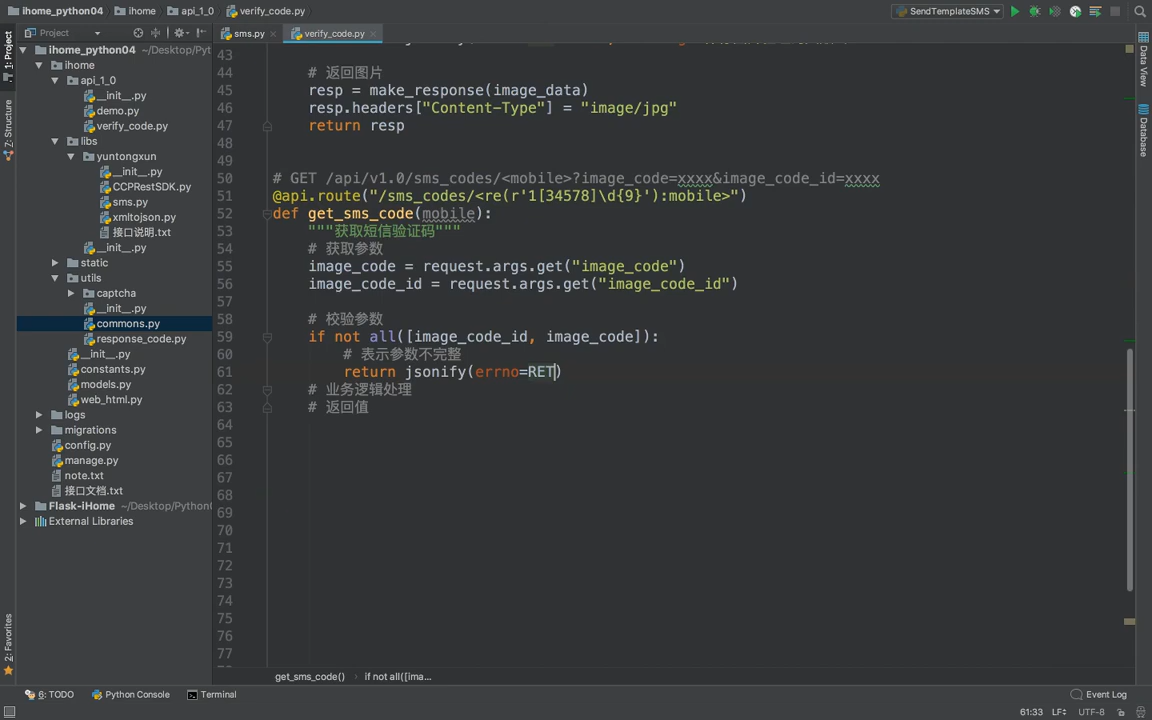 ihome_python04
ihome
api_1_0
verify_code.py
SendTemplateSMS
Project
sms.py
verify_code.py
1: Project
Z: Structure
2: Favorites
Data View
Database
ihome_python04 ~/Desktop/Pyt
ihome
api_1_0
__init__.py
demo.py
verify_code.py
libs
yuntongxun
__init__.py
CCPRestSDK.py
sms.py
xmltojson.py
接口说明.txt
__init__.py
static
utils
captcha
__init__.py
commons.py
response_code.py
__init__.py
constants.py
models.py
web_html.py
logs
migrations
config.py
manage.py
note.txt
接口文档.txt
Flask-iHome ~/Desktop/Python(
External Libraries
43
44 # 返回图片
45 resp = make_response(image_data)
46 resp.headers["Content-Type"] = "image/jpg"
47 return resp
48
49
50 # GET /api/v1.0/sms_codes/<mobile>?image_code=xxxx&image_code_id=xxxx
51 @api.route("/sms_codes/<re(r'1[34578]\d{9}'):mobile>")
52 def get_sms_code(mobile):
53 """获取短信验证码"""
54 # 获取参数
55 image_code = request.args.get("image_code")
56 image_code_id = request.args.get("image_code_id")
57
58 # 校验参数
59 if not all([image_code_id, image_code]):
60 # 表示参数不完整
61 return jsonify(errno=RET)
62 # 业务逻辑处理
63 # 返回值
64
65
66
67
68
69
70
71
72
73
74
75
76
77
get_sms_code() › if not all([ima...
6: TODO
Python Console
Terminal
Event Log
61:33 LF UTF-8